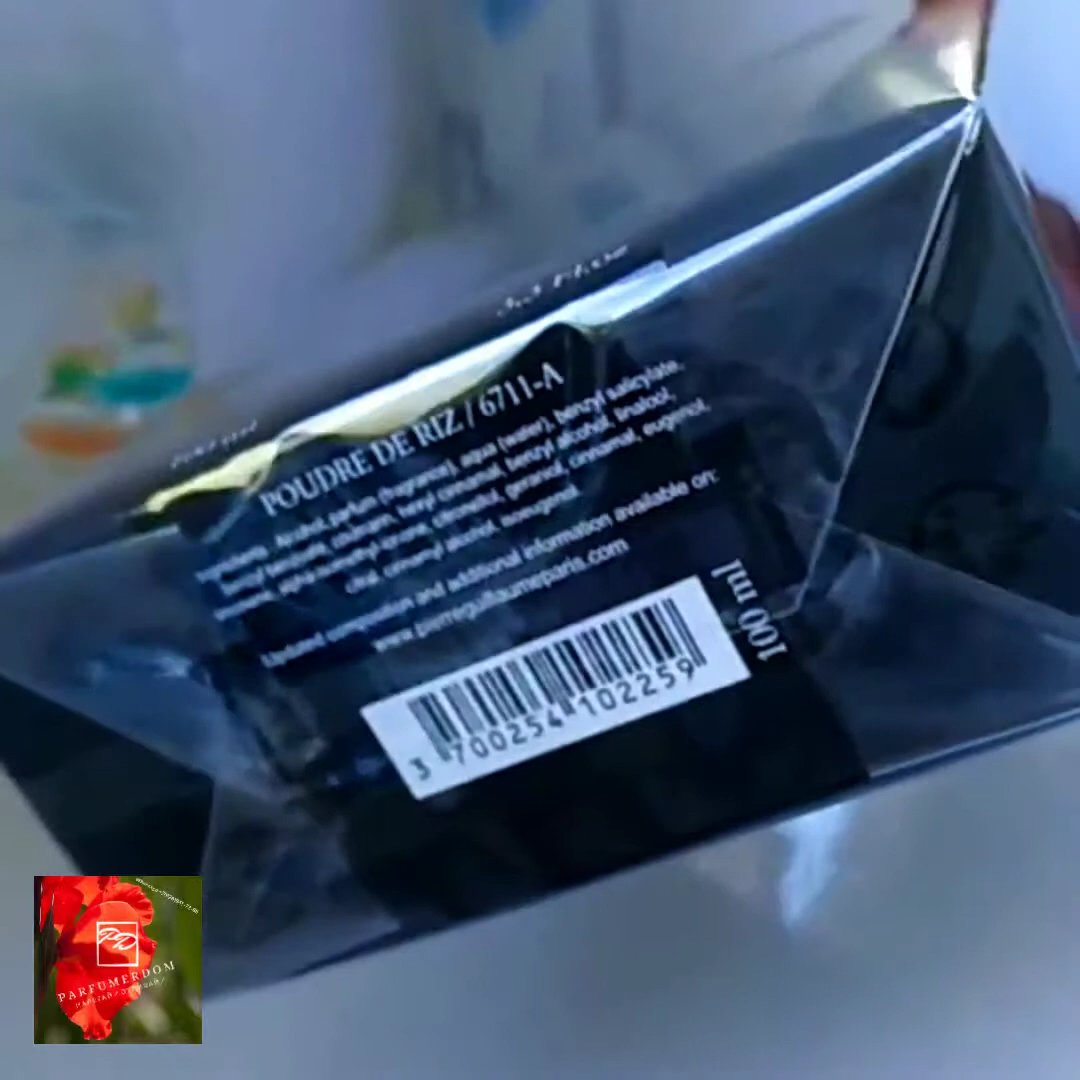 POUDRE DE RIZ / 6711-A
Ingredients : Alcohol, parfum (fragrance), aqua (water), benzyl salicylate,
benzyl benzoate, coumarin, hexyl cinnamal, benzyl alcohol, linalool,
alpha-isomethyl ionone, citronellol, geraniol, cinnamal, eugenol,
citral, cinnamyl alcohol, isoeugenol.
Updated composition and additional information available on:
www.pierreguillaumeparis.com
100 ml
3 700254 102259
PD
PARFUMERDOM